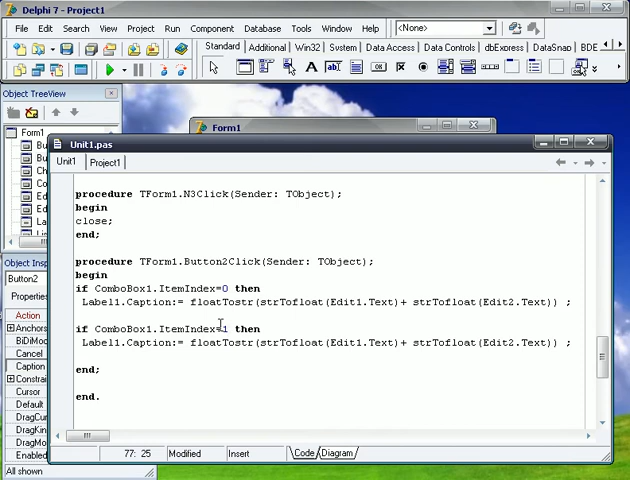 Delphi 7 - Project1
File Edit Search View Project Run Component Database Tools Window Help <None>
Standard Additional Win32 System Data Access Data Controls dbExpress DataSnap BDE
Object TreeView
Form1
Form1
Unit1.pas
Unit1 Project1
procedure TForm1.N3Click(Sender: TObject);
begin
close;
end;
procedure TForm1.Button2Click(Sender: TObject);
begin
if ComboBox1.ItemIndex=0 then
Label1.Caption:= floatTostr(strTofloat(Edit1.Text)+ strTofloat(Edit2.Text)) ;
if ComboBox1.ItemIndex=1 then
Label1.Caption:= floatTostr(strTofloat(Edit1.Text)+ strTofloat(Edit2.Text)) ;
end;
end.
Object Insp
Button2
Properties
Action
Anchors
BiDiMo
Cancel
Caption
Constrai
Cursor
Default
DragCur
DragKin
DragMo
Enabled
All shown
77: 25 Modified Insert Code Diagram